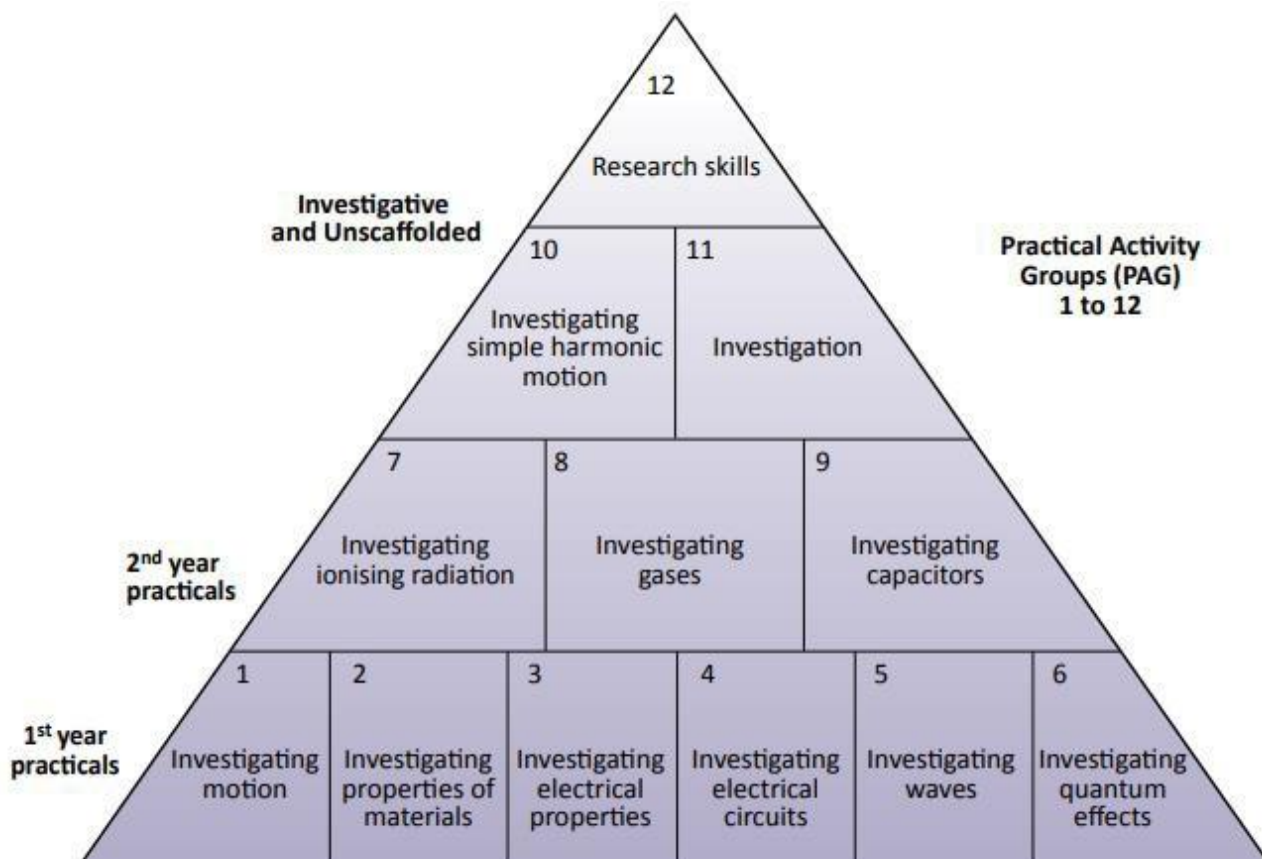 12
Research skills
Investigative
and Unscaffolded
Practical Activity
Groups (PAG)
1 to 12
10
Investigating
simple harmonic
motion
11
Investigation
2nd year
practicals
7
Investigating
ionising radiation
8
Investigating
gases
9
Investigating
capacitors
1st year
practicals
1
Investigating
motion
2
Investigating
properties of
materials
3
Investigating
electrical
properties
4
Investigating
electrical
circuits
5
Investigating
waves
6
Investigating
quantum
effects